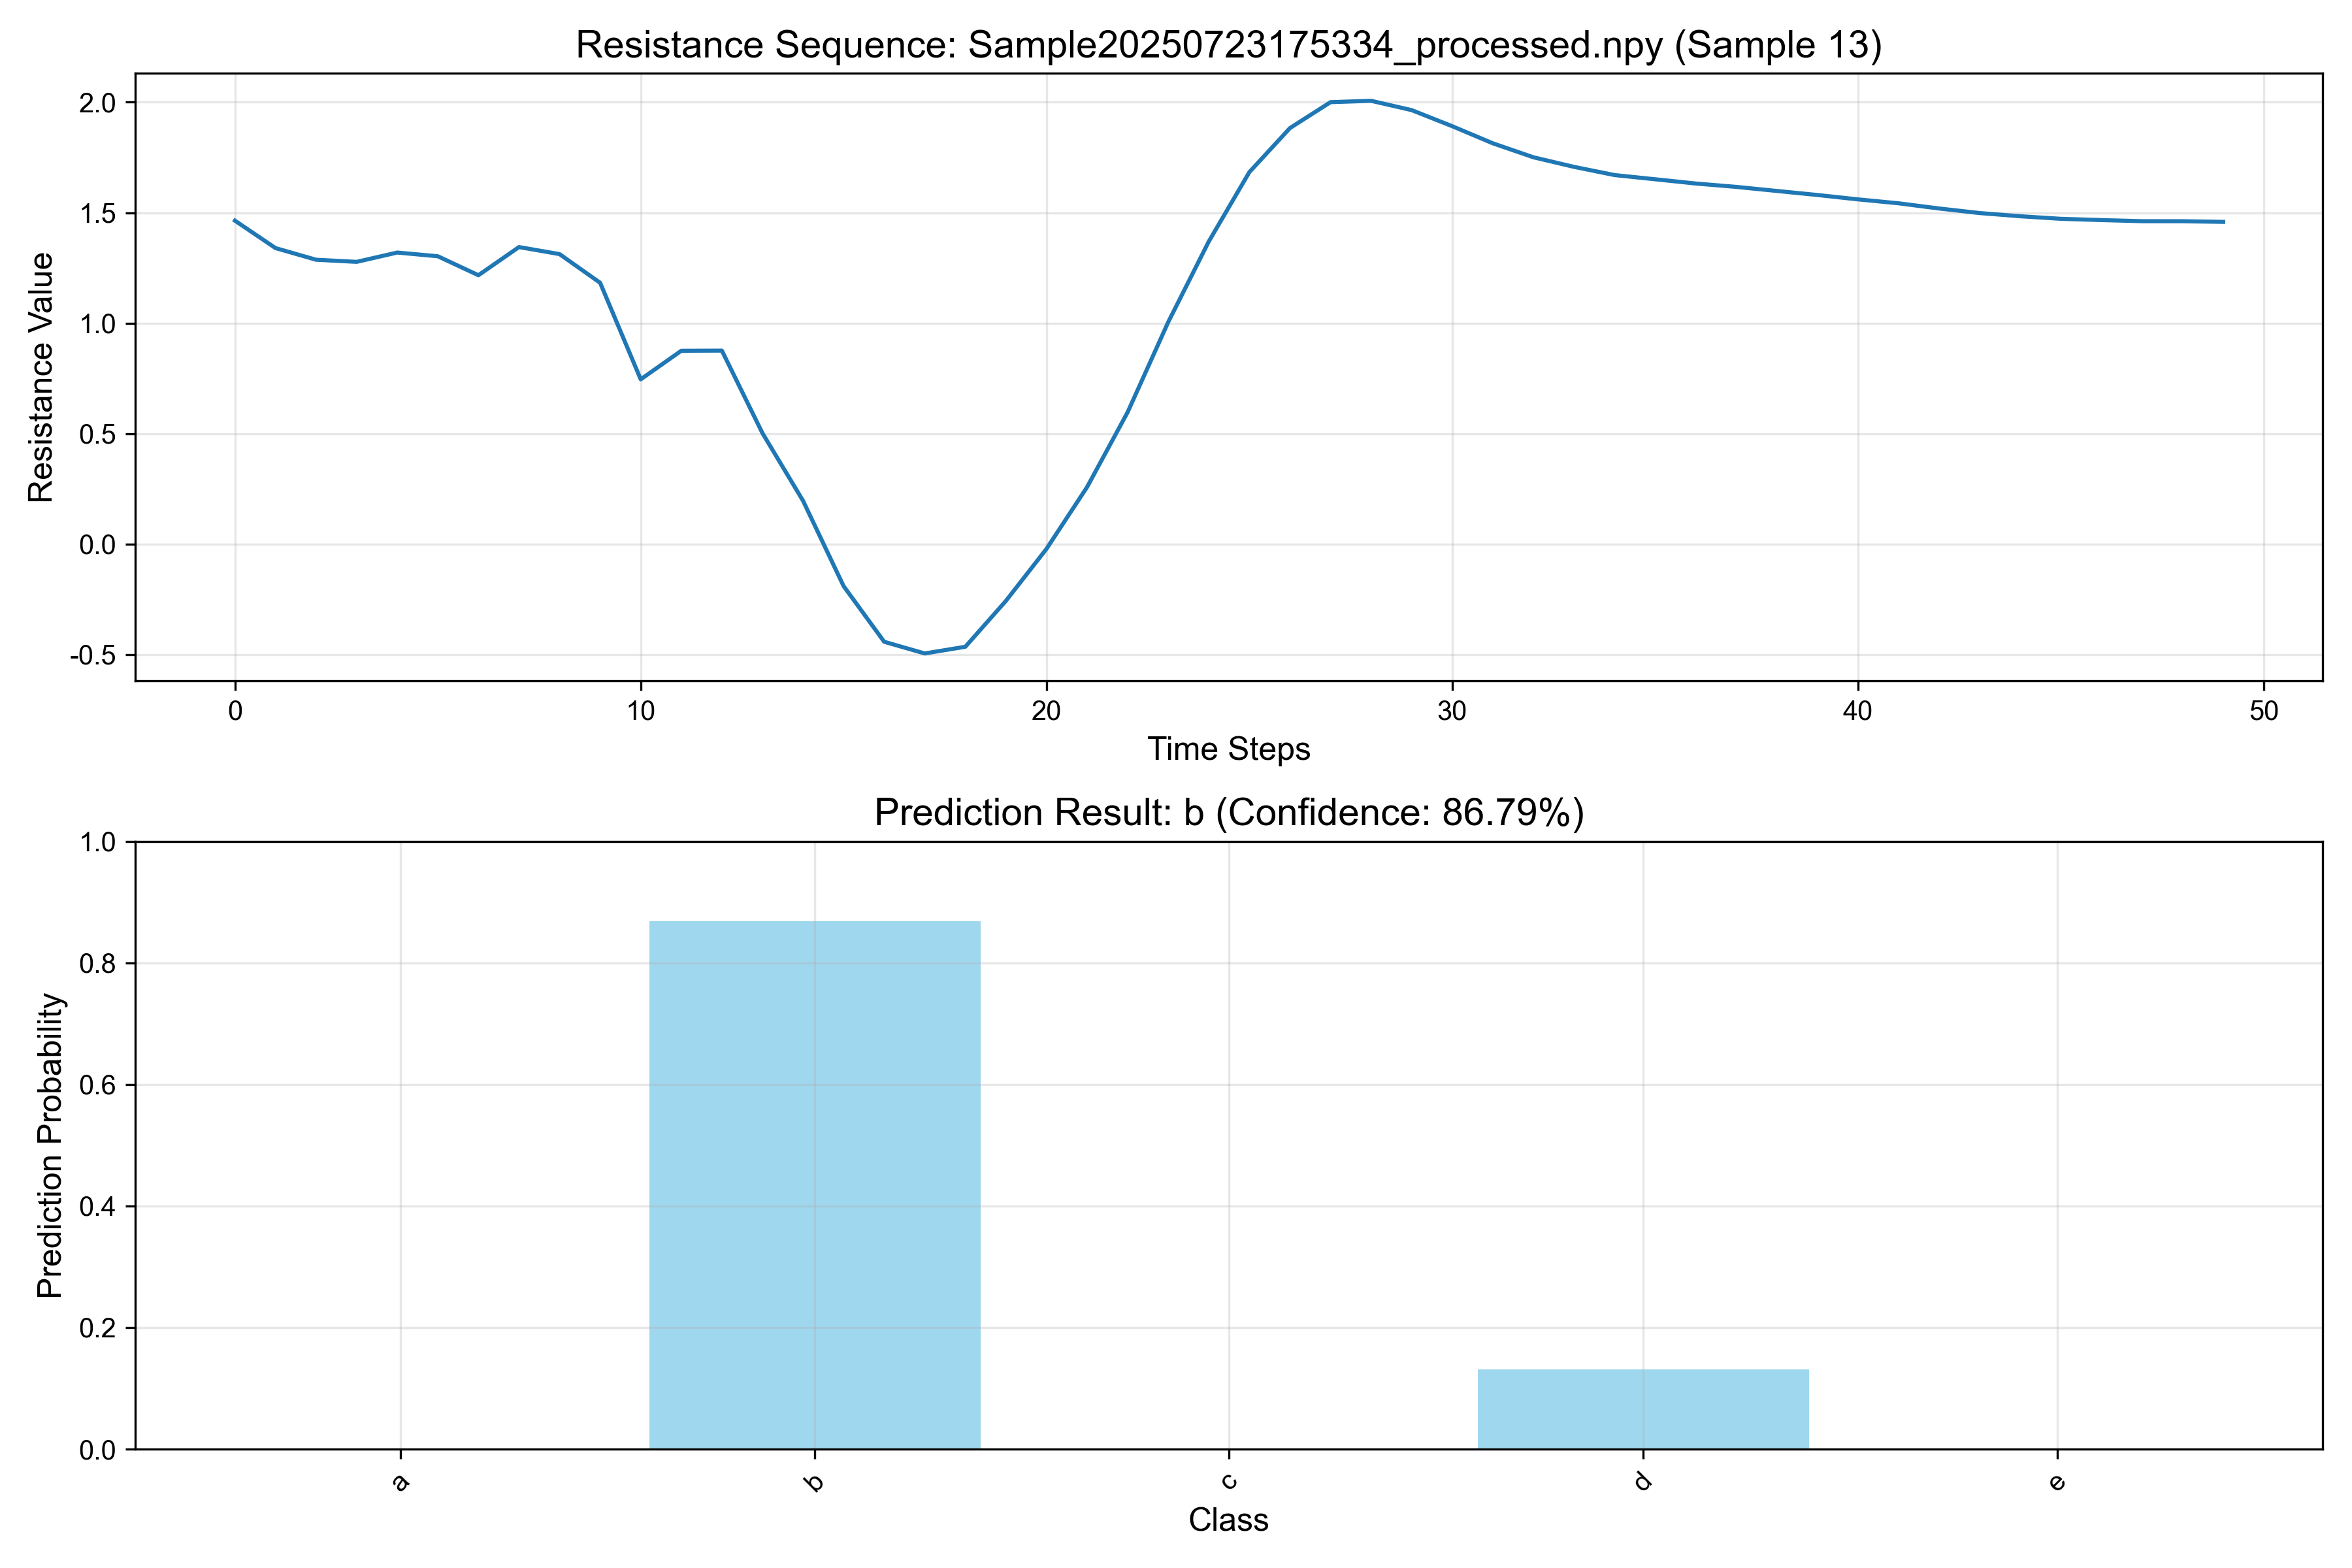 Resistance Sequence: Sample20250723175334_processed.npy (Sample 13)
2.0
1.5
1.0
0.5
0.0
-0.5
Resistance Value
0 10 20 30 40 50
Time Steps
Prediction Result: b (Confidence: 86.79%)
1.0
0.8
0.6
0.4
0.2
0.0
Prediction Probability
a b c d e
Class